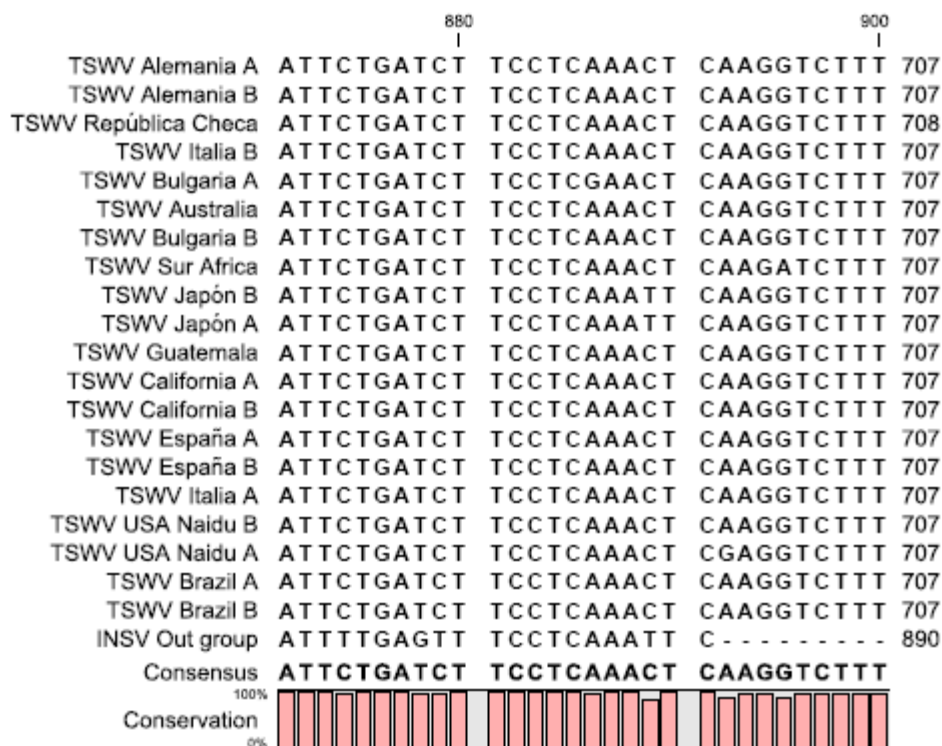 880 900
TSWV Alemania A ATTCTGATCT TCCTCAAACT CAAGGTCTTT 707
TSWV Alemania B ATTCTGATCT TCCTCAAACT CAAGGTCTTT 707
TSWV República Checa ATTCTGATCT TCCTCAAACT CAAGGTCTTT 708
TSWV Italia B ATTCTGATCT TCCTCAAACT CAAGGTCTTT 707
TSWV Bulgaria A ATTCTGATCT TCCTCGAACT CAAGGTCTTT 707
TSWV Australia ATTCTGATCT TCCTCAAACT CAAGGTCTTT 707
TSWV Bulgaria B ATTCTGATCT TCCTCAAACT CAAGGTCTTT 707
TSWV Sur Africa ATTCTGATCT TCCTCAAACT CAAGATCTTT 707
TSWV Japón B ATTCTGATCT TCCTCAAATT CAAGGTCTTT 707
TSWV Japón A ATTCTGATCT TCCTCAAATT CAAGGTCTTT 707
TSWV Guatemala ATTCTGATCT TCCTCAAACT CAAGGTCTTT 707
TSWV California A ATTCTGATCT TCCTCAAACT CAAGGTCTTT 707
TSWV California B ATTCTGATCT TCCTCAAACT CAAGGTCTTT 707
TSWV España A ATTCTGATCT TCCTCAAACT CAAGGTCTTT 707
TSWV España B ATTCTGATCT TCCTCAAACT CAAGGTCTTT 707
TSWV Italia A ATTCTGATCT TCCTCAAACT CAAGGTCTTT 707
TSWV USA Naidu B ATTCTGATCT TCCTCAAACT CAAGGTCTTT 707
TSWV USA Naidu A ATTCTGATCT TCCTCAAACT CGAGGTCTTT 707
TSWV Brazil A ATTCTGATCT TCCTCAAACT CAAGGTCTTT 707
TSWV Brazil B ATTCTGATCT TCCTCAAACT CAAGGTCTTT 707
INSV Out group ATTTTGAGTT TCCTCAAATT C--------- 890
Consensus ATTCTGATCT TCCTCAAACT CAAGGTCTTT
100%
Conservation
0%